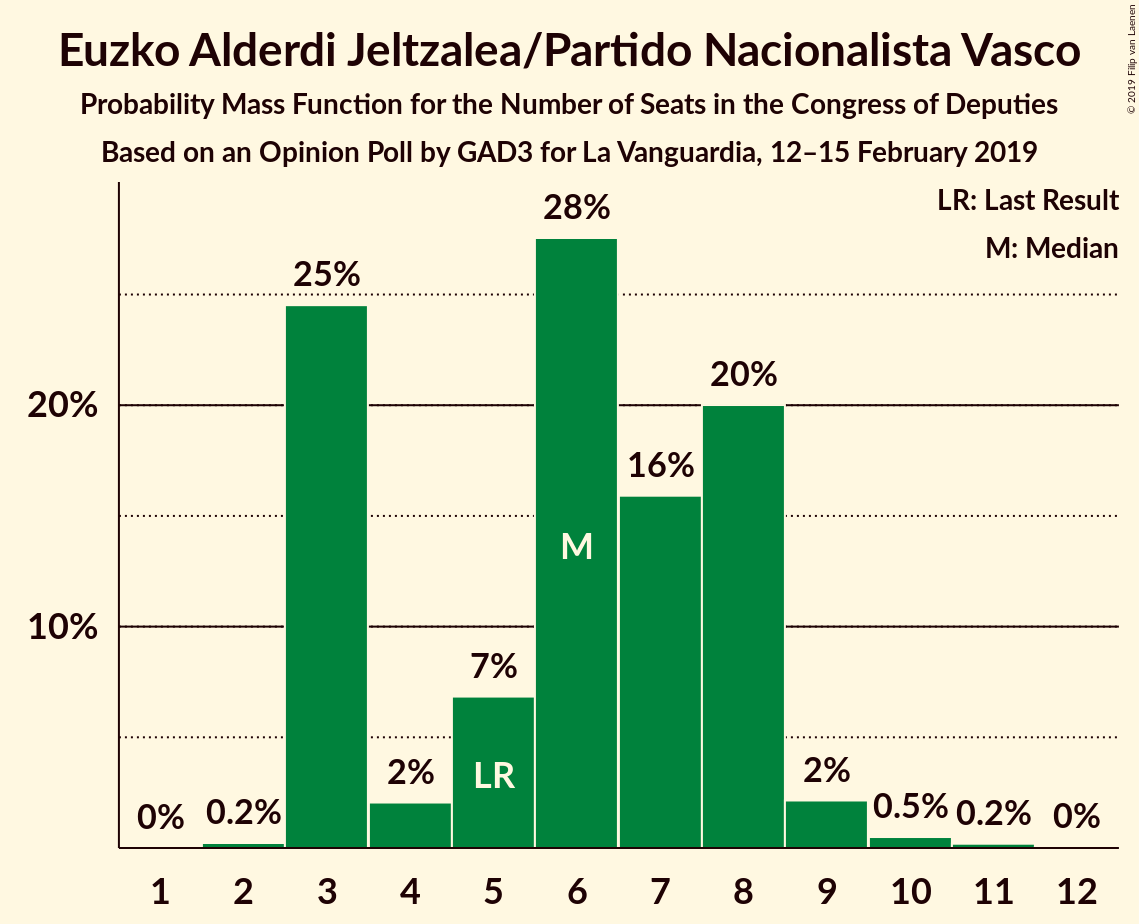 Euzko Alderdi Jeltzalea/Partido Nacionalista Vasco
Probability Mass Function for the Number of Seats in the Congress of Deputies
Based on an Opinion Poll by GAD3 for La Vanguardia, 12–15 February 2019
© 2019 Filip van Laenen
LR: Last Result
M: Median
28%
25%
20%
20%
16%
M
10%
7%
LR
2%
2%
0%
0.2%
0.5%
0.2%
0%
1 2 3 4 5 6 7 8 9 10 11 12